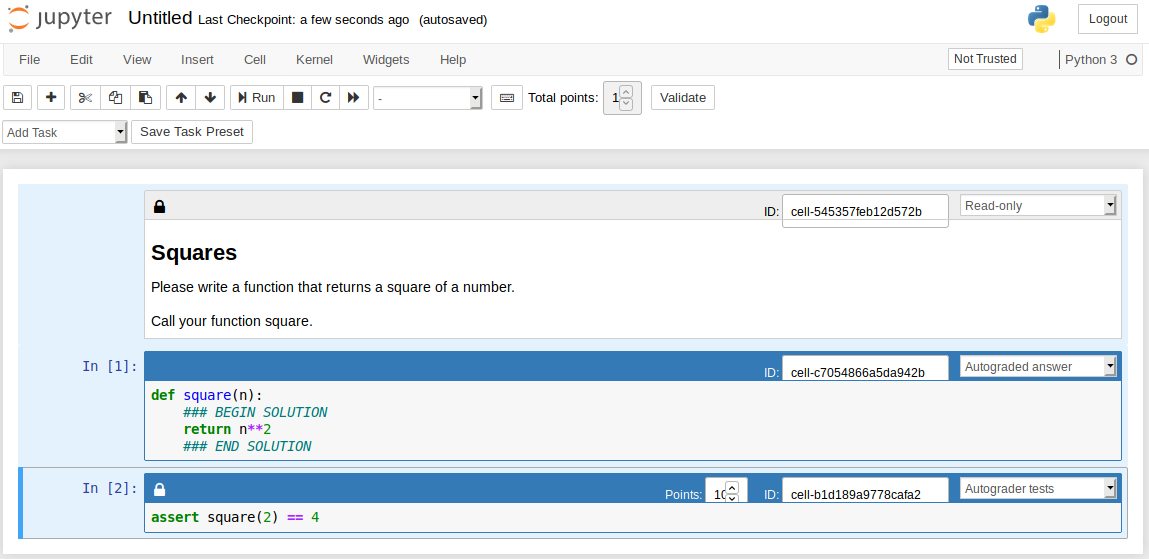 jupyter Untitled Last Checkpoint: a few seconds ago (autosaved) Logout
File Edit View Insert Cell Kernel Widgets Help Not Trusted Python 3
Run - Total points: 1 Validate
Add Task Save Task Preset
ID: cell-545357feb12d572b Read-only
Squares
Please write a function that returns a square of a number.
Call your function square.
In [1]: ID: cell-c7054866a5da942b Autograded answer
def square(n):
### BEGIN SOLUTION
return n**2
### END SOLUTION
In [2]: Points: 10 ID: cell-b1d189a9778cafa2 Autograder tests
assert square(2) == 4